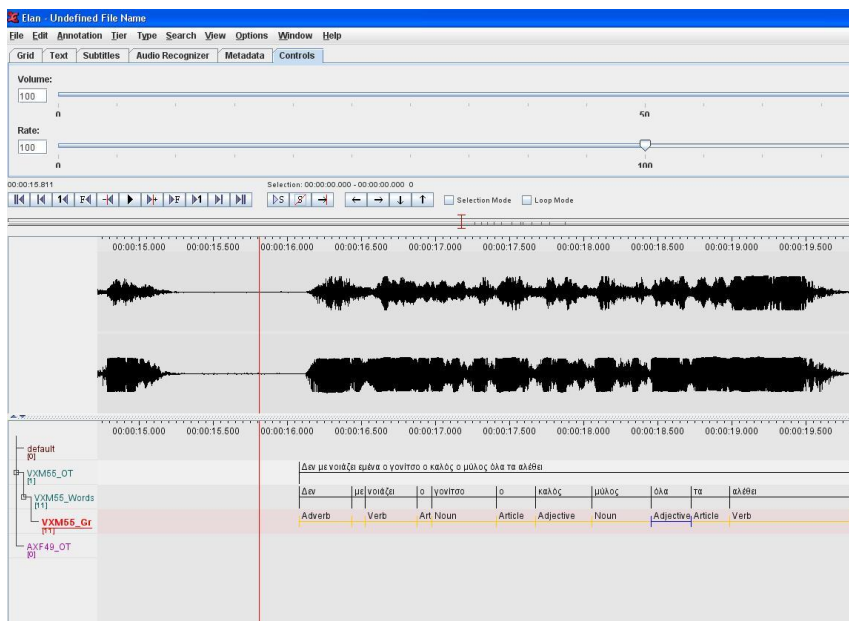 Elan - Undefined File Name
File Edit Annotation Tier Type Search View Options Window Help
Grid Text Subtitles Audio Recognizer Metadata Controls
Volume:
100
0 50
Rate:
100
0 100
00:00:15.811 Selection: 00:00:00.000 - 00:00:00.000 0
1 F F 1 S S Selection Mode Loop Mode
00:00:15.000 00:00:15.500 00:00:16.000 00:00:16.500 00:00:17.000 00:00:17.500 00:00:18.000 00:00:18.500 00:00:19.000 00:00:19.500
00:00:15.000 00:00:15.500 00:00:16.000 00:00:16.500 00:00:17.000 00:00:17.500 00:00:18.000 00:00:18.500 00:00:19.000 00:00:19.500
default
[0]
VXM55_OT Δεν με νοιάζει εμένα ο γονίτσο ο καλός ο μύλος όλα τα αλέθει
[1]
VXM55_Words Δεν με νοιάζει ο γονίτσο ο καλός μύλος όλα τα αλέθει
[11]
VXM55_Gr Adverb Verb Art Noun Article Adjective Noun Adjective Article Verb
[11]
AXF49_OT
[0]